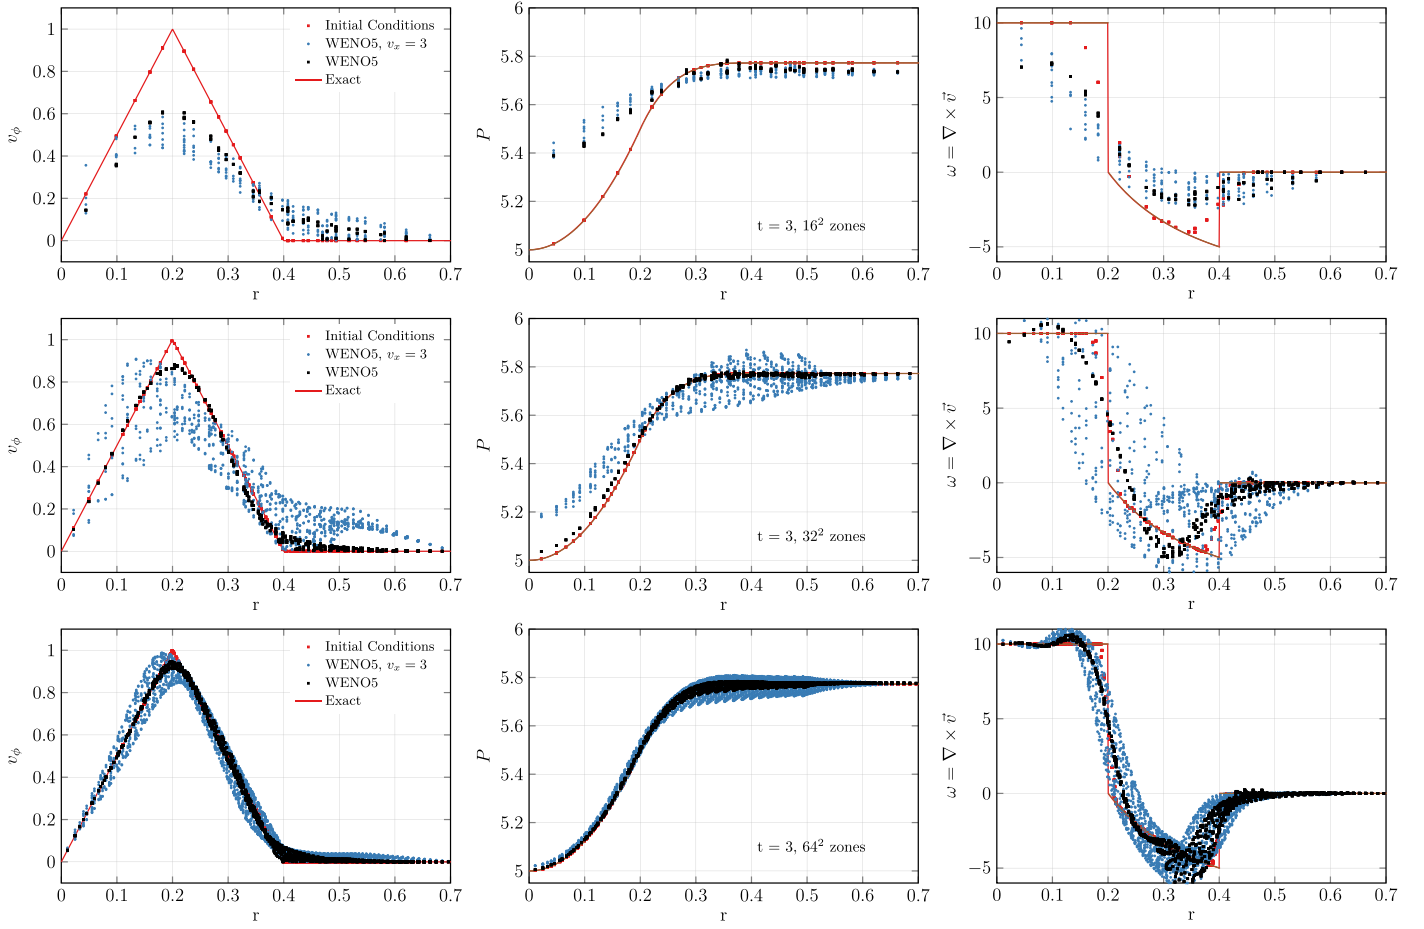 1
0.8
0.6
0.4
0.2
0
0 0.1 0.2 0.3 0.4 0.5 0.6 0.7
r
v_ϕ
Initial Conditions
WENO5, v_x = 3
WENO5
Exact
6
5.8
5.6
5.4
5.2
5
0 0.1 0.2 0.3 0.4 0.5 0.6 0.7
r
P
t = 3, 16² zones
10
5
0
−5
0 0.1 0.2 0.3 0.4 0.5 0.6 0.7
r
ω = ∇ × v⃗
1
0.8
0.6
0.4
0.2
0
0 0.1 0.2 0.3 0.4 0.5 0.6 0.7
r
v_ϕ
Initial Conditions
WENO5, v_x = 3
WENO5
Exact
6
5.8
5.6
5.4
5.2
5
0 0.1 0.2 0.3 0.4 0.5 0.6 0.7
r
P
t = 3, 32² zones
10
5
0
−5
0 0.1 0.2 0.3 0.4 0.5 0.6 0.7
r
ω = ∇ × v⃗
1
0.8
0.6
0.4
0.2
0
0 0.1 0.2 0.3 0.4 0.5 0.6 0.7
r
v_ϕ
Initial Conditions
WENO5, v_x = 3
WENO5
Exact
6
5.8
5.6
5.4
5.2
5
0 0.1 0.2 0.3 0.4 0.5 0.6 0.7
r
P
t = 3, 64² zones
10
5
0
−5
0 0.1 0.2 0.3 0.4 0.5 0.6 0.7
r
ω = ∇ × v⃗